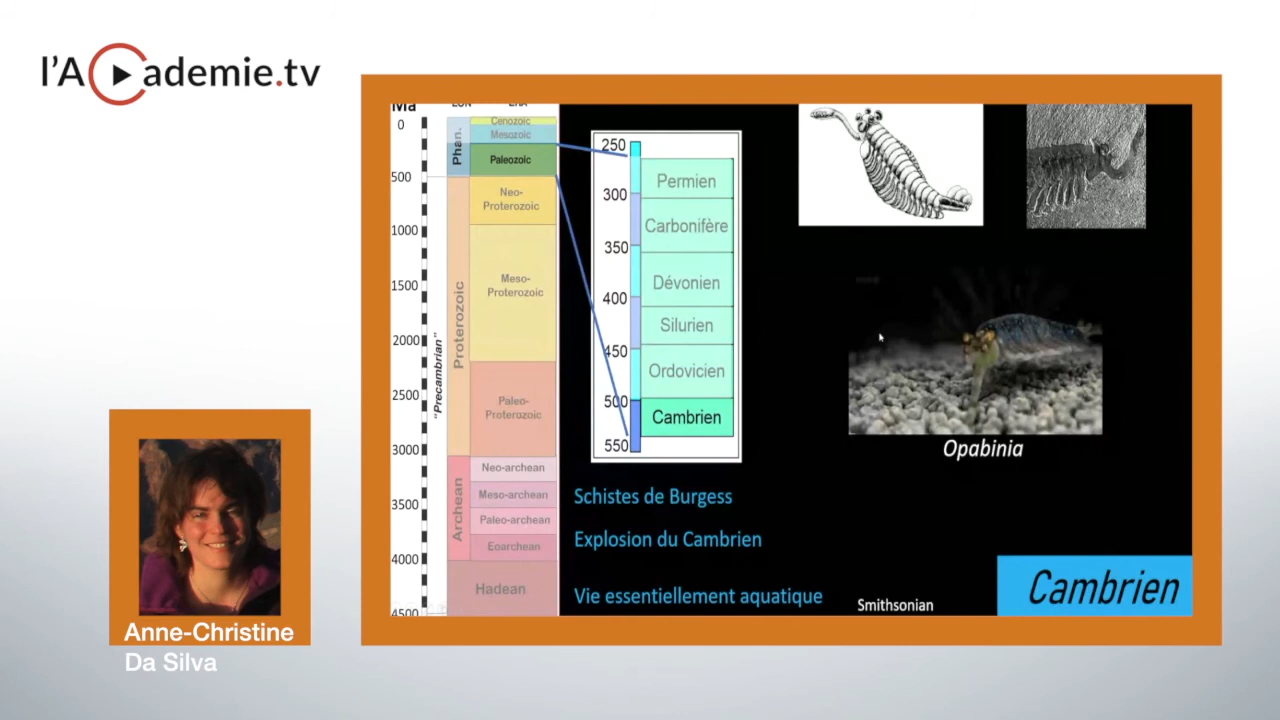 l'Academie.tv
Ma
Eon
Era
0
500
1000
1500
2000
2500
3000
3500
4000
4500
"Precambrian"
Phan.
Proterozoic
Archean
Cenozoic
Mesozoic
Paleozoic
Neo-
Proterozoic
Meso-
Proterozoic
Paleo-
Proterozoic
Neo-archean
Meso-archean
Paleo-archean
Eoarchean
Hadean
250
300
350
400
450
500
550
Permien
Carbonifère
Dévonien
Silurien
Ordovicien
Cambrien
Opabinia
Schistes de Burgess
Explosion du Cambrien
Vie essentiellement aquatique
Smithsonian
Cambrien
Anne-Christine
Da Silva